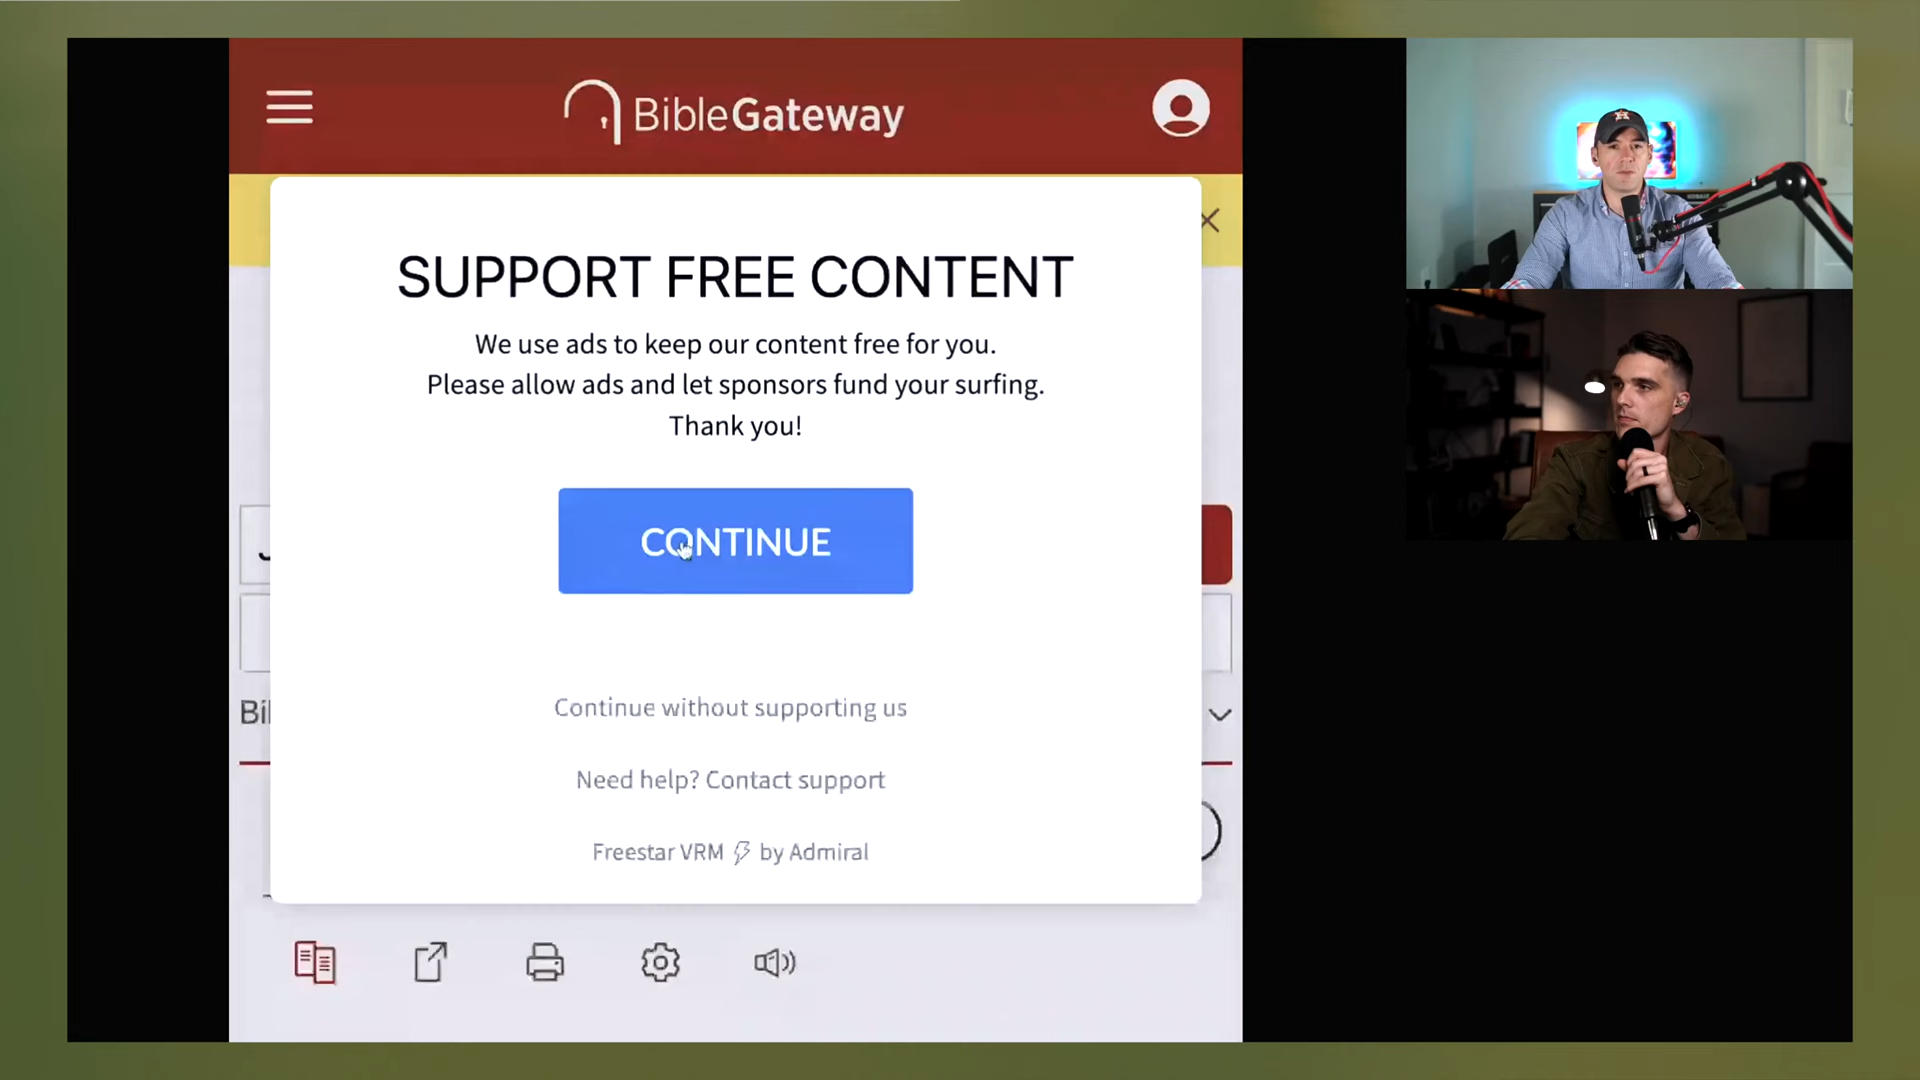 BibleGateway
SUPPORT FREE CONTENT
We use ads to keep our content free for you.
Please allow ads and let sponsors fund your surfing.
Thank you!
CONTINUE
Continue without supporting us
Need help? Contact support
Freestar VRM by Admiral